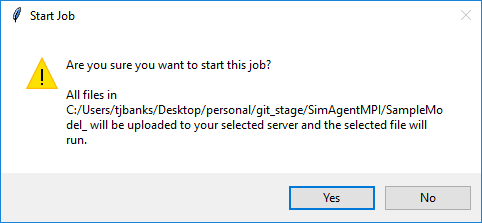 Start Job
Are you sure you want to start this job?
All files in
C:/Users/tjbanks/Desktop/personal/git_stage/SimAgentMPI/SampleMo
del_ will be uploaded to your selected server and the selected file will
run.
Yes
No